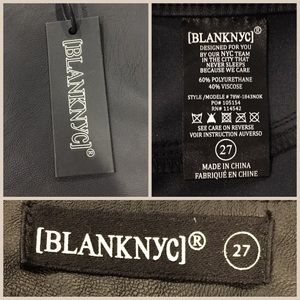 [BLANKNYC]®
[BLANKNYC]®
DESIGNED FOR YOU
BY OUR NYC TEAM
IN THE CITY THAT
NEVER SLEEPS
BECAUSE WE CARE
60% POLYURETHANE
40% VISCOSE
STYLE/MODELE # 78W-1843NOK
PO# 105154
RN# 114542
SEE CARE ON REVERSE
VOIR INSTRUCTION AUVERSO
27
MADE IN CHINA
FABRIQUÉ EN CHINE
[BLANKNYC]® 27